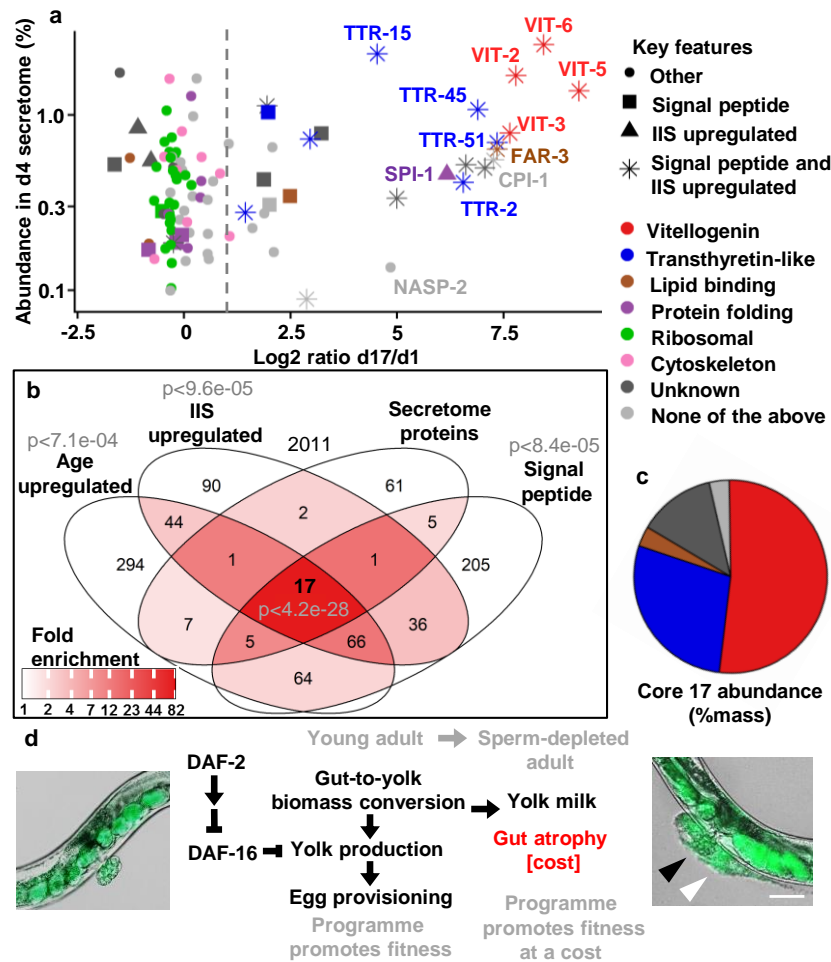 a
Abundance in d4 secretome (%)
1.0
0.3
0.1
-2.5
0
2.5
5
7.5
Log2 ratio d17/d1
TTR-15
VIT-6
VIT-2
VIT-5
TTR-45
VIT-3
TTR-51
FAR-3
SPI-1
CPI-1
TTR-2
NASP-2
Key features
Other
Signal peptide
IIS upregulated
Signal peptide and
IIS upregulated
Vitellogenin
Transthyretin-like
Lipid binding
Protein folding
Ribosomal
Cytoskeleton
Unknown
None of the above
b
p<9.6e-05
IIS
upregulated
p<7.1e-04
Age
upregulated
2011
Secretome
proteins
p<8.4e-05
Signal
peptide
90
61
44
2
5
294
1
1
205
17
p<4.2e-28
7
5
66
36
64
Fold
enrichment
1 2 4 7 12 23 44 82
c
Core 17 abundance
(%mass)
d
Young adult
Sperm-depleted
adult
DAF-2
DAF-16
Gut-to-yolk
biomass conversion
Yolk milk
Yolk production
Gut atrophy
[cost]
Egg provisioning
Programme
promotes fitness
Programme
promotes fitness
at a cost